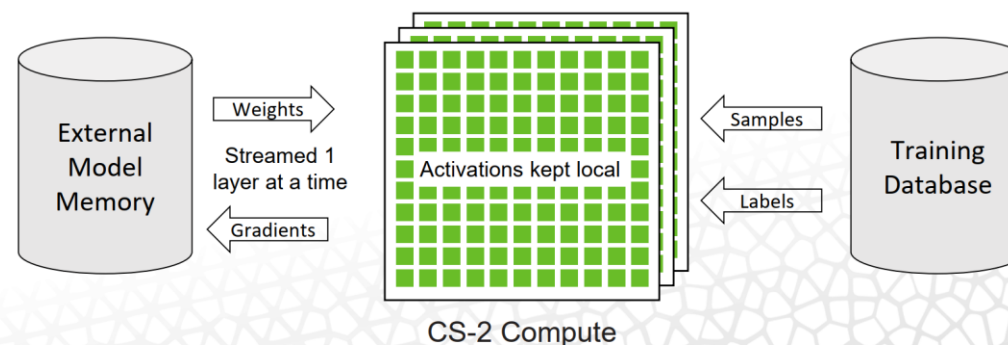 External
Model
Memory
Weights
Streamed 1
layer at a time
Gradients
Activations kept local
Samples
Labels
Training
Database
CS-2 Compute